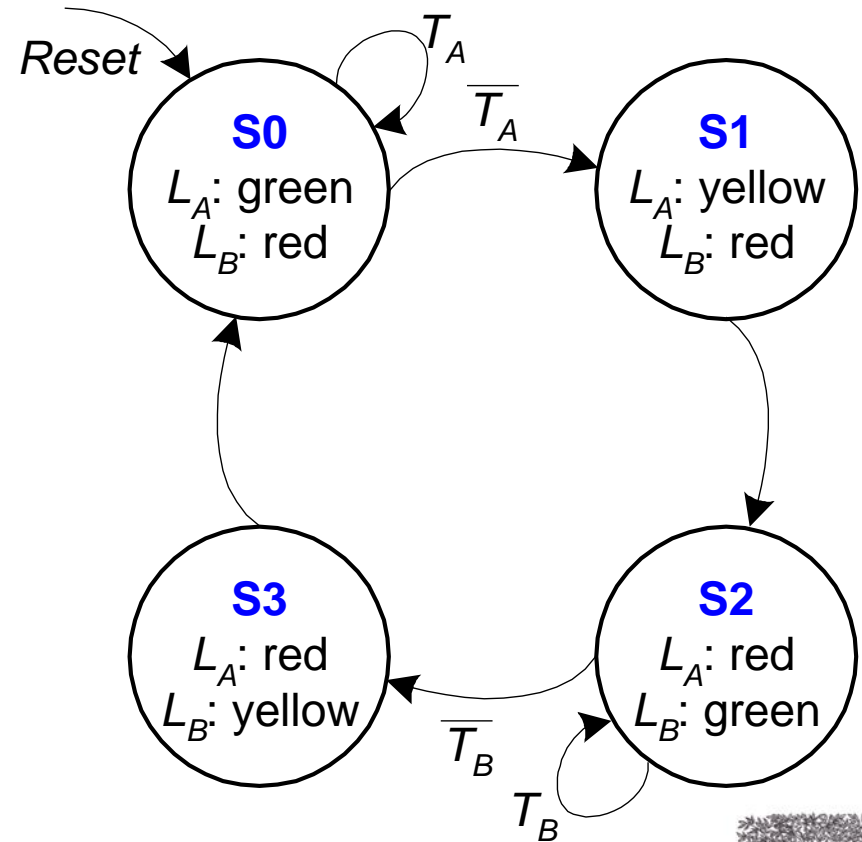 Reset
T_A
T̅_A̅
S0
L_A: green
L_B: red
S1
L_A: yellow
L_B: red
S3
L_A: red
L_B: yellow
S2
L_A: red
L_B: green
T̅_B̅
T_B